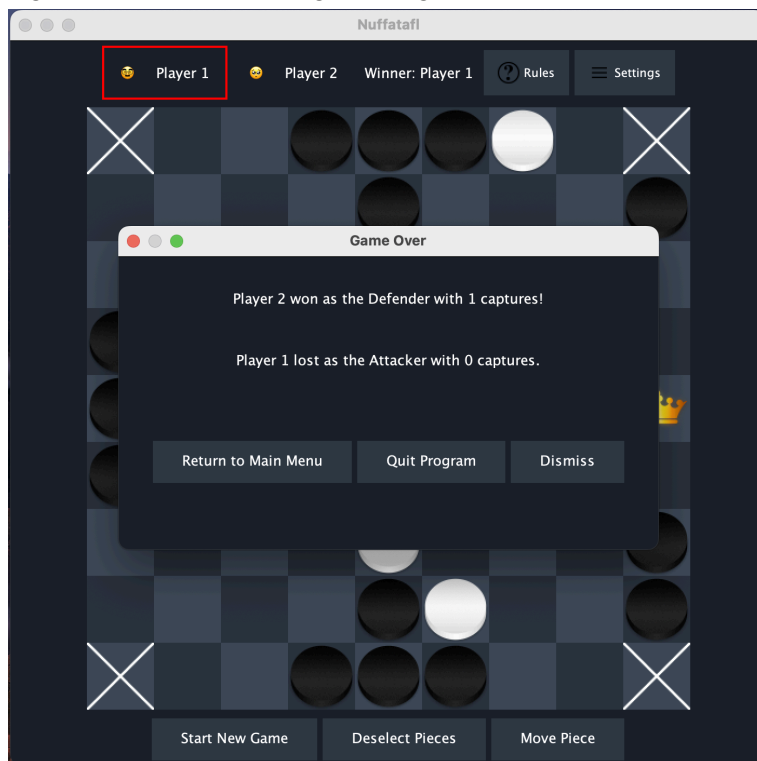 Nuffatafl
Player 1 Player 2 Winner: Player 1 Rules Settings
Game Over
Player 2 won as the Defender with 1 captures!
Player 1 lost as the Attacker with 0 captures.
Return to Main Menu Quit Program Dismiss
Start New Game Deselect Pieces Move Piece